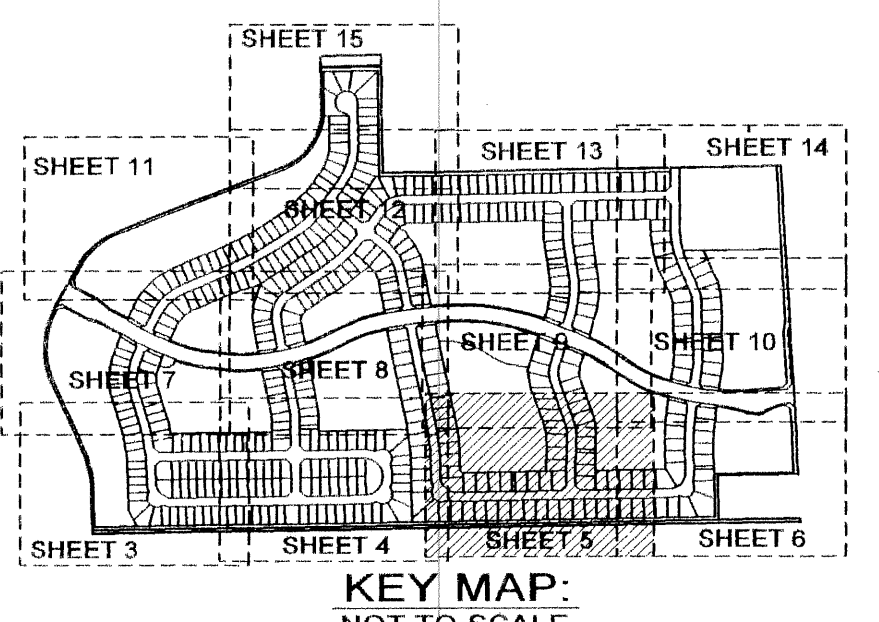 SHEET 15
SHEET 13
SHEET 14
SHEET 11
SHEET 12
SHEET 9
SHEET 10
SHEET 7
SHEET 8
SHEET 3
SHEET 4
SHEET 5
SHEET 6
KEY MAP:
NOT TO SCALE